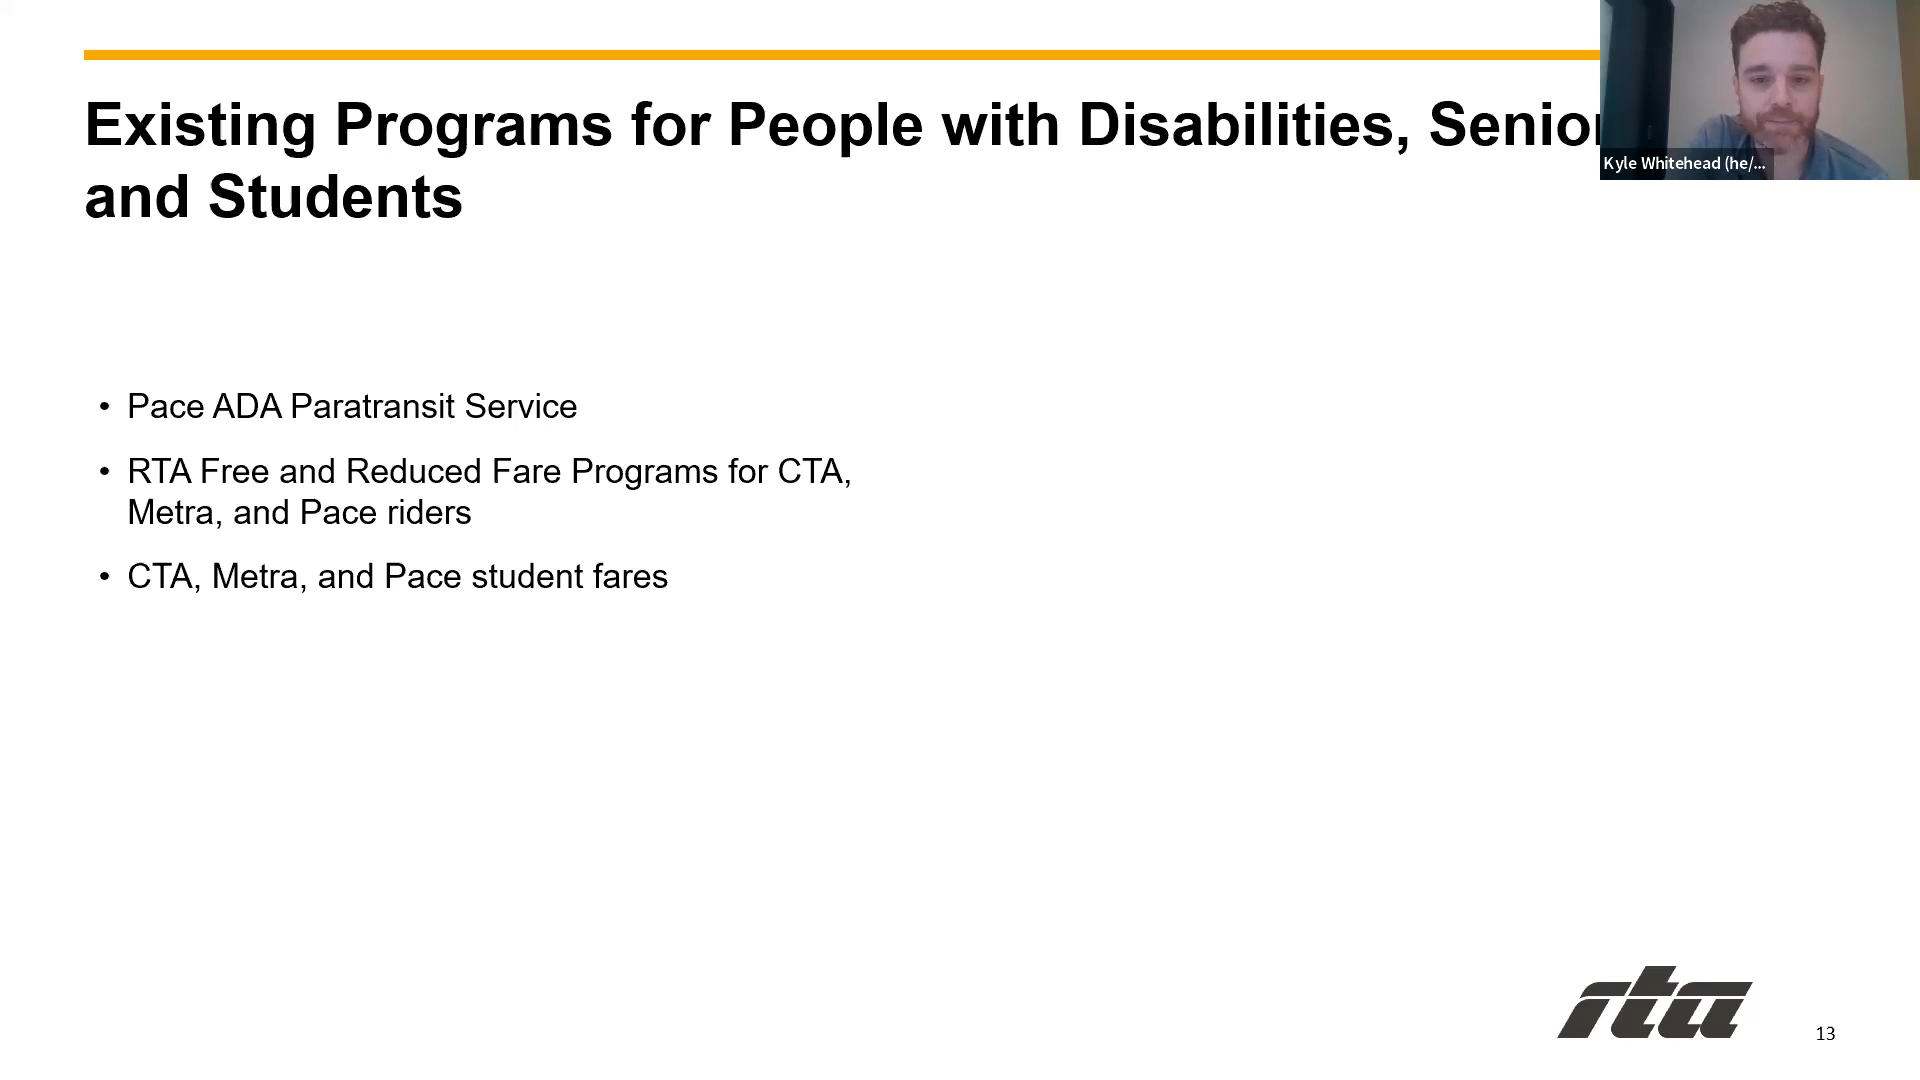 Existing Programs for People with Disabilities, Senio
and Students
Kyle Whitehead (he/...
• Pace ADA Paratransit Service
• RTA Free and Reduced Fare Programs for CTA,
Metra, and Pace riders
• CTA, Metra, and Pace student fares
rta
13